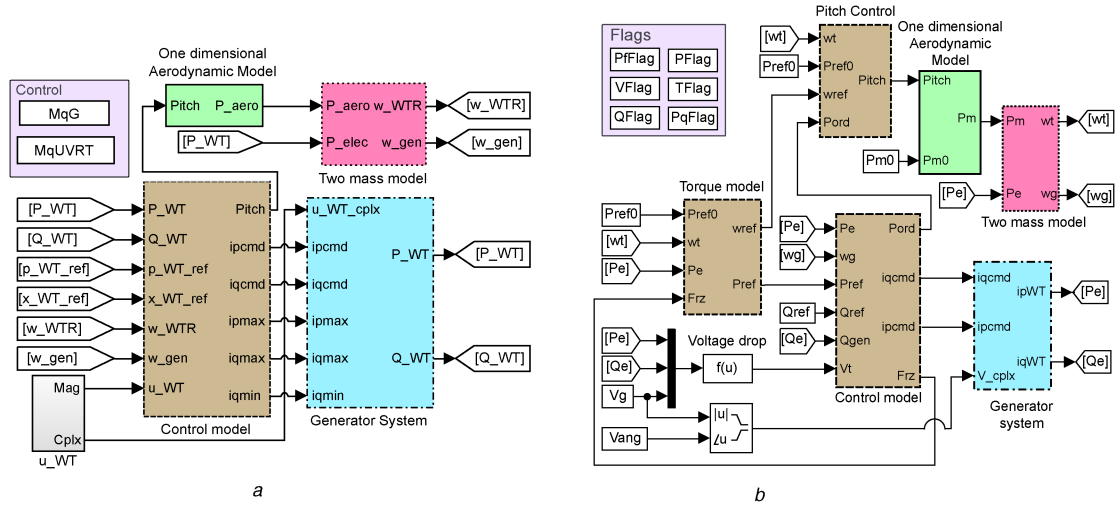 One dimensional
Aerodynamic Model
Control
MqG
MqUVRT
Pitch
P_aero
[P_WT]
P_aero
w_WTR
P_elec
w_gen
[w_WTR]
[w_gen]
Two mass model
[P_WT]
[Q_WT]
[p_WT_ref]
[x_WT_ref]
[w_WTR]
[w_gen]
P_WT
Q_WT
p_WT_ref
x_WT_ref
w_WTR
w_gen
u_WT
Pitch
ipcmd
iqcmd
ipmax
iqmax
iqmin
Control model
u_WT_cplx
ipcmd
iqcmd
ipmax
iqmax
iqmin
P_WT
Q_WT
Generator System
[P_WT]
[Q_WT]
Mag
Cplx
u_WT
a
Flags
PfFlag
PFlag
VFlag
TFlag
QFlag
PqFlag
Pitch Control
[wt]
Pref0
wt
Pref0
wref
Pord
Pitch
One dimensional
Aerodynamic
Model
Pitch
Pm
Pm0
Pm0
[Pe]
Pm
wt
Pe
wg
[wt]
[wg]
Two mass model
Torque model
Pref0
[wt]
[Pe]
Pref0
wt
Pe
Frz
wref
Pref
[Pe]
[wg]
Qref
[Qe]
Pe
wg
Pref
Qref
Qgen
Vt
Pord
iqcmd
ipcmd
Frz
Control model
iqcmd
ipWT
ipcmd
iqWT
V_cplx
[Pe]
[Qe]
Generator
system
[Pe]
[Qe]
Vg
Vang
Voltage drop
f(u)
|u|
∠u
b